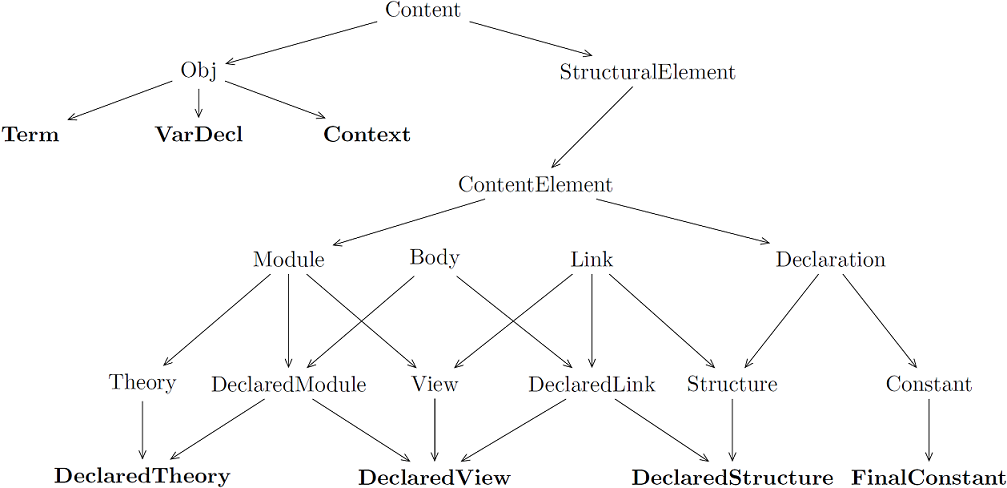 Content
Obj
StructuralElement
Term VarDecl Context
ContentElement
Module Body Link Declaration
Theory DeclaredModule View DeclaredLink Structure Constant
DeclaredTheory DeclaredView DeclaredStructure FinalConstant